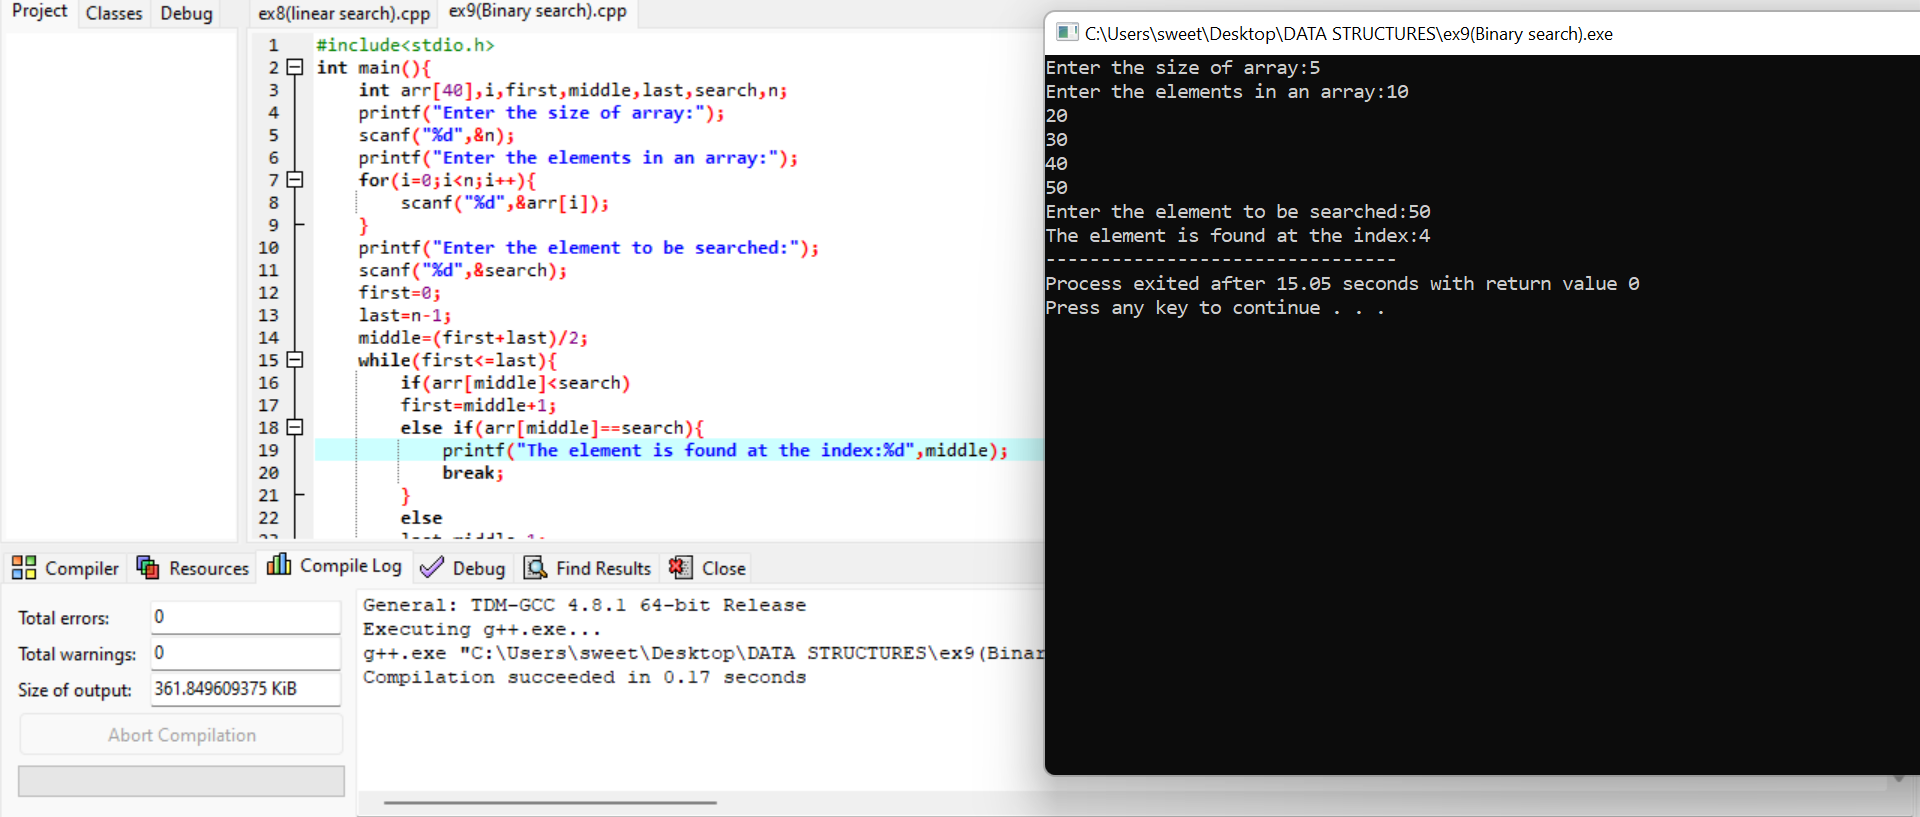 Project Classes Debug
ex8(linear search).cpp ex9(Binary search).cpp
1 #include<stdio.h>
2 int main(){
3 int arr[40],i,first,middle,last,search,n;
4 printf("Enter the size of array:");
5 scanf("%d",&n);
6 printf("Enter the elements in an array:");
7 for(i=0;i<n;i++){
8 scanf("%d",&arr[i]);
9 }
10 printf("Enter the element to be searched:");
11 scanf("%d",&search);
12 first=0;
13 last=n-1;
14 middle=(first+last)/2;
15 while(first<=last){
16 if(arr[middle]<search)
17 first=middle+1;
18 else if(arr[middle]==search){
19 printf("The element is found at the index:%d",middle);
20 break;
21 }
22 else
C:\Users\sweet\Desktop\DATA STRUCTURES\ex9(Binary search).exe
Enter the size of array:5
Enter the elements in an array:10
20
30
40
50
Enter the element to be searched:50
The element is found at the index:4
--------------------------------
Process exited after 15.05 seconds with return value 0
Press any key to continue . . .
Compiler Resources Compile Log Debug Find Results Close
Total errors: 0
Total warnings: 0
Size of output: 361.849609375 KiB
Abort Compilation
General: TDM-GCC 4.8.1 64-bit Release
Executing g++.exe...
g++.exe "C:\Users\sweet\Desktop\DATA STRUCTURES\ex9(Binar
Compilation succeeded in 0.17 seconds